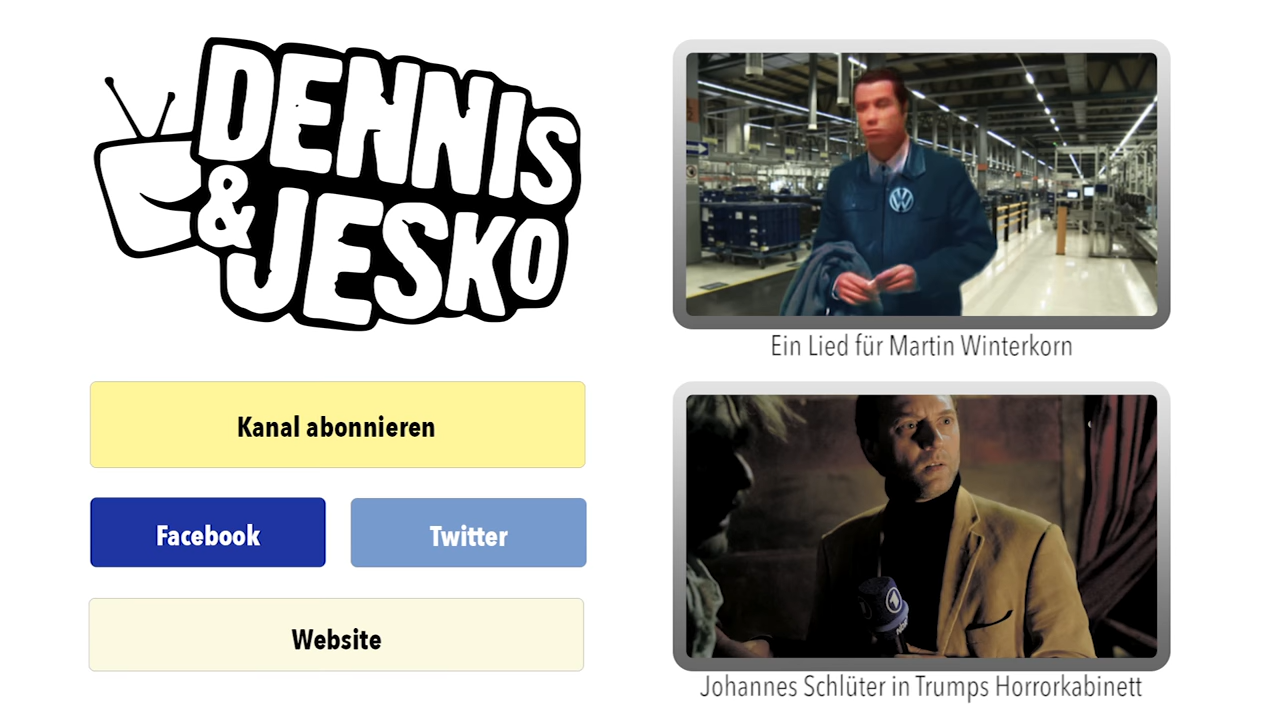 DENNIS
& JESKO
Kanal abonnieren
Facebook
Twitter
Website
Ein Lied für Martin Winterkorn
Johannes Schlüter in Trumps Horrorkabinett